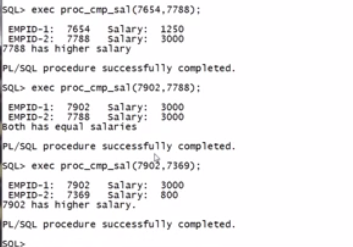 SQL> exec proc_cmp_sal(7654,7788);
EMPID-1: 7654 Salary: 1250
EMPID-2: 7788 Salary: 3000
7788 has higher salary
PL/SQL procedure successfully completed.
SQL> exec proc_cmp_sal(7902,7788);
EMPID-1: 7902 Salary: 3000
EMPID-2: 7788 Salary: 3000
Both has equal salaries
PL/SQL procedure successfully completed.
SQL> exec proc_cmp_sal(7902,7369);
EMPID-1: 7902 Salary: 3000
EMPID-2: 7369 Salary: 800
7902 has higher salary.
PL/SQL procedure successfully completed.
SQL>